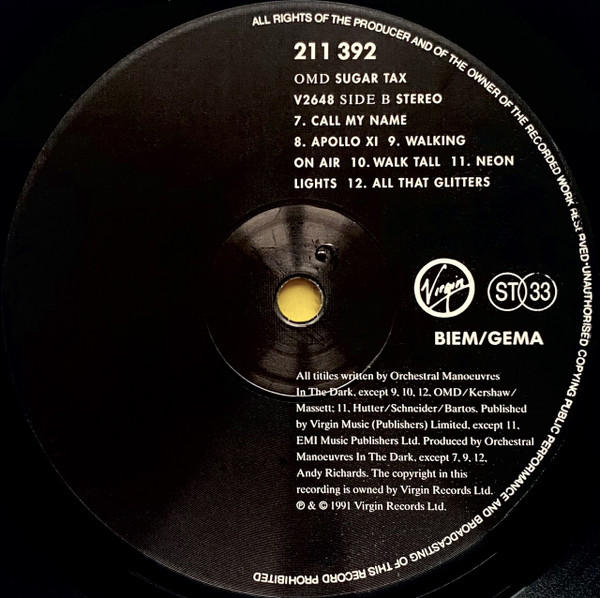 ALL RIGHTS OF THE PRODUCER AND OF THE OWNER OF THE RECORDED WORK RESERVED·UNAUTHORISED COPYING PUBLIC PERFORMANCE AND BROADCASTING OF THIS RECORD PROHIBITED
211 392
OMD SUGAR TAX
V2648 SIDE B STEREO
7. CALL MY NAME
8. APOLLO XI 9. WALKING
ON AIR 10. WALK TALL 11. NEON
LIGHTS 12. ALL THAT GLITTERS
Virgin ST 33
BIEM/GEMA
All titiles written by Orchestral Manoeuvres
In The Dark, except 9, 10, 12, OMD/Kershaw/
Massett; 11, Hutter/Schneider/Bartos. Published
by Virgin Music (Publishers) Limited, except 11,
EMI Music Publishers Ltd. Produced by Orchestral
Manoeuvres In The Dark, except 7, 9, 12,
Andy Richards. The copyright in this
recording is owned by Virgin Records Ltd.
℗ & © 1991 Virgin Records Ltd.